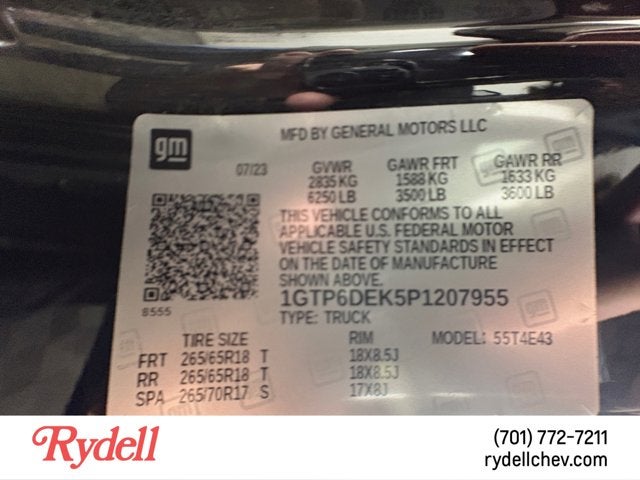 gm
MFD BY GENERAL MOTORS LLC
07/23 GVWR GAWR FRT GAWR RR
2835 KG 1588 KG 1633 KG
6250 LB 3500 LB 3600 LB
THIS VEHICLE CONFORMS TO ALL
APPLICABLE U.S. FEDERAL MOTOR
VEHICLE SAFETY STANDARDS IN EFFECT
ON THE DATE OF MANUFACTURE
SHOWN ABOVE.
1GTP6DEK5P1207955
8555
TYPE: TRUCK
TIRE SIZE RIM MODEL: 55T4E43
FRT 265/65R18 T 18X8.5J
RR 265/65R18 T 18X8.5J
SPA 265/70R17 S 17X8J
Rydell
(701) 772-7211
rydellchev.com